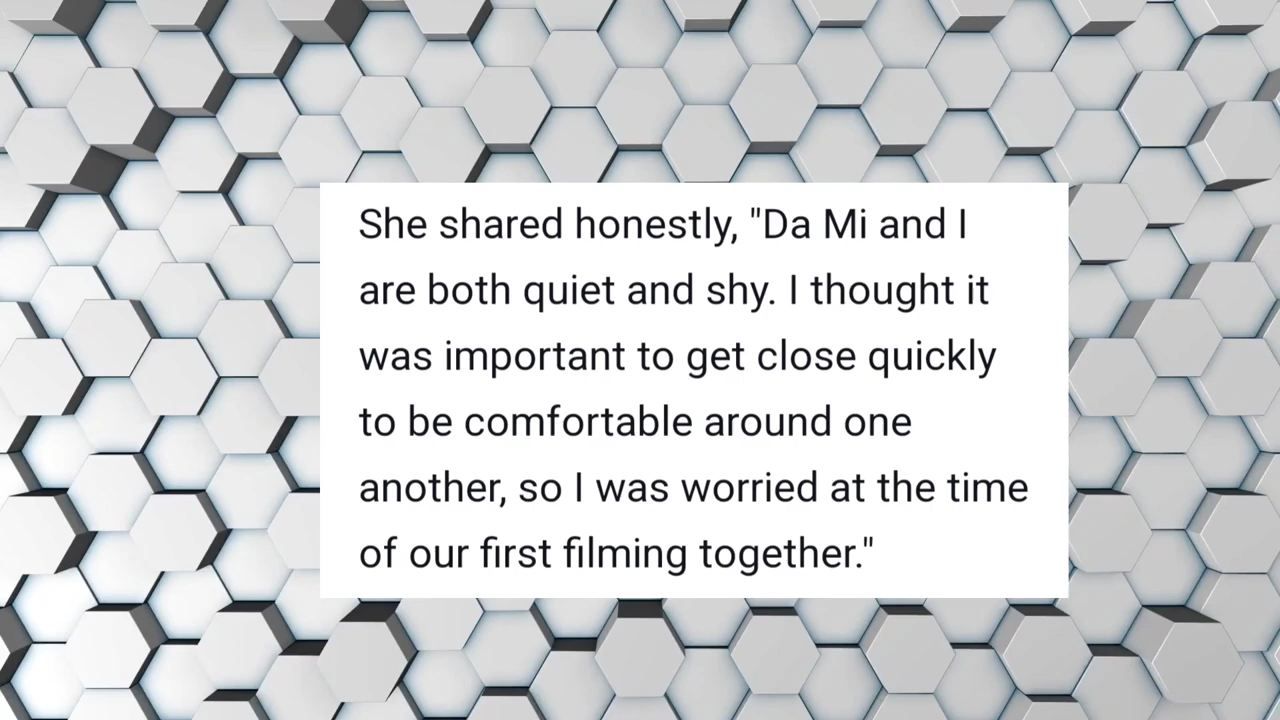 She shared honestly, "Da Mi and I
are both quiet and shy. I thought it
was important to get close quickly
to be comfortable around one
another, so I was worried at the time
of our first filming together."